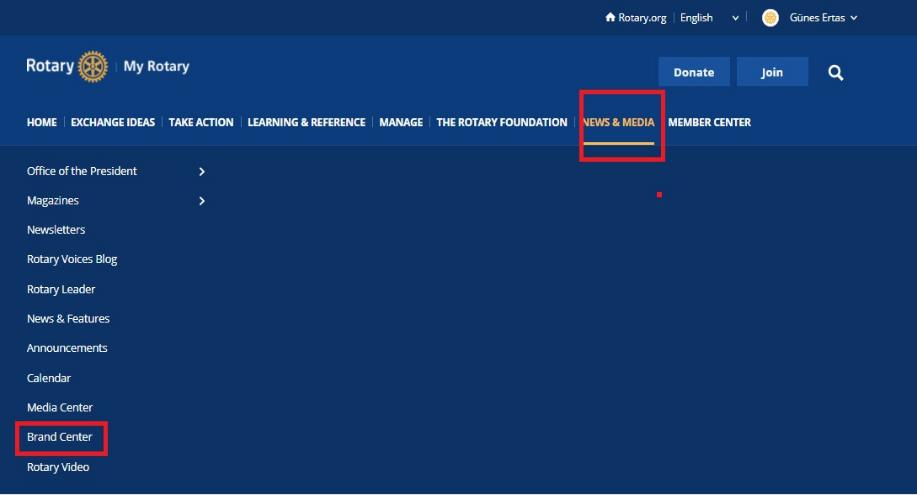 Rotary.org | English | Günes Ertas
Rotary | My Rotary
Donate Join
HOME | EXCHANGE IDEAS | TAKE ACTION | LEARNING & REFERENCE | MANAGE | THE ROTARY FOUNDATION | NEWS & MEDIA | MEMBER CENTER
Office of the President
Magazines
Newsletters
Rotary Voices Blog
Rotary Leader
News & Features
Announcements
Calendar
Media Center
Brand Center
Rotary Video